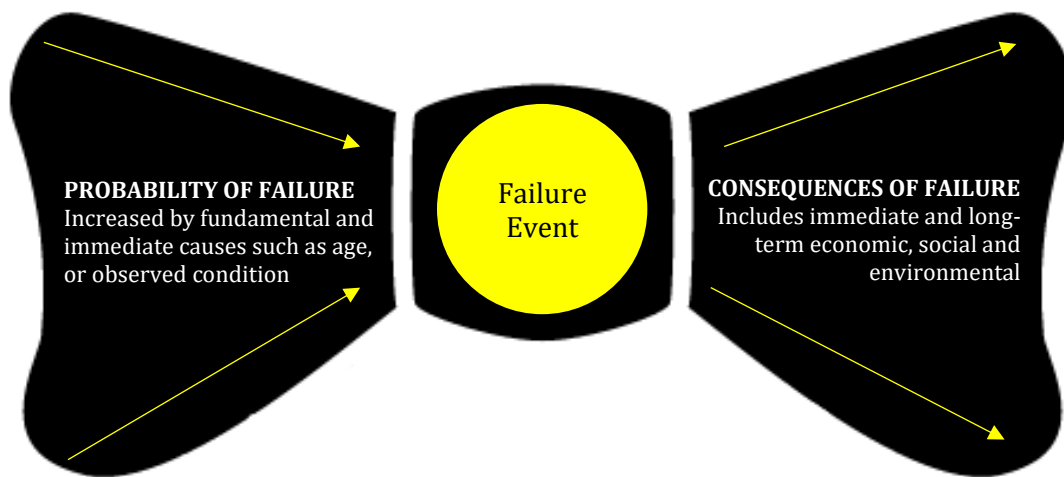 PROBABILITY OF FAILURE
Increased by fundamental and
immediate causes such as age,
or observed condition
Failure
Event
CONSEQUENCES OF FAILURE
Includes immediate and long-
term economic, social and
environmental